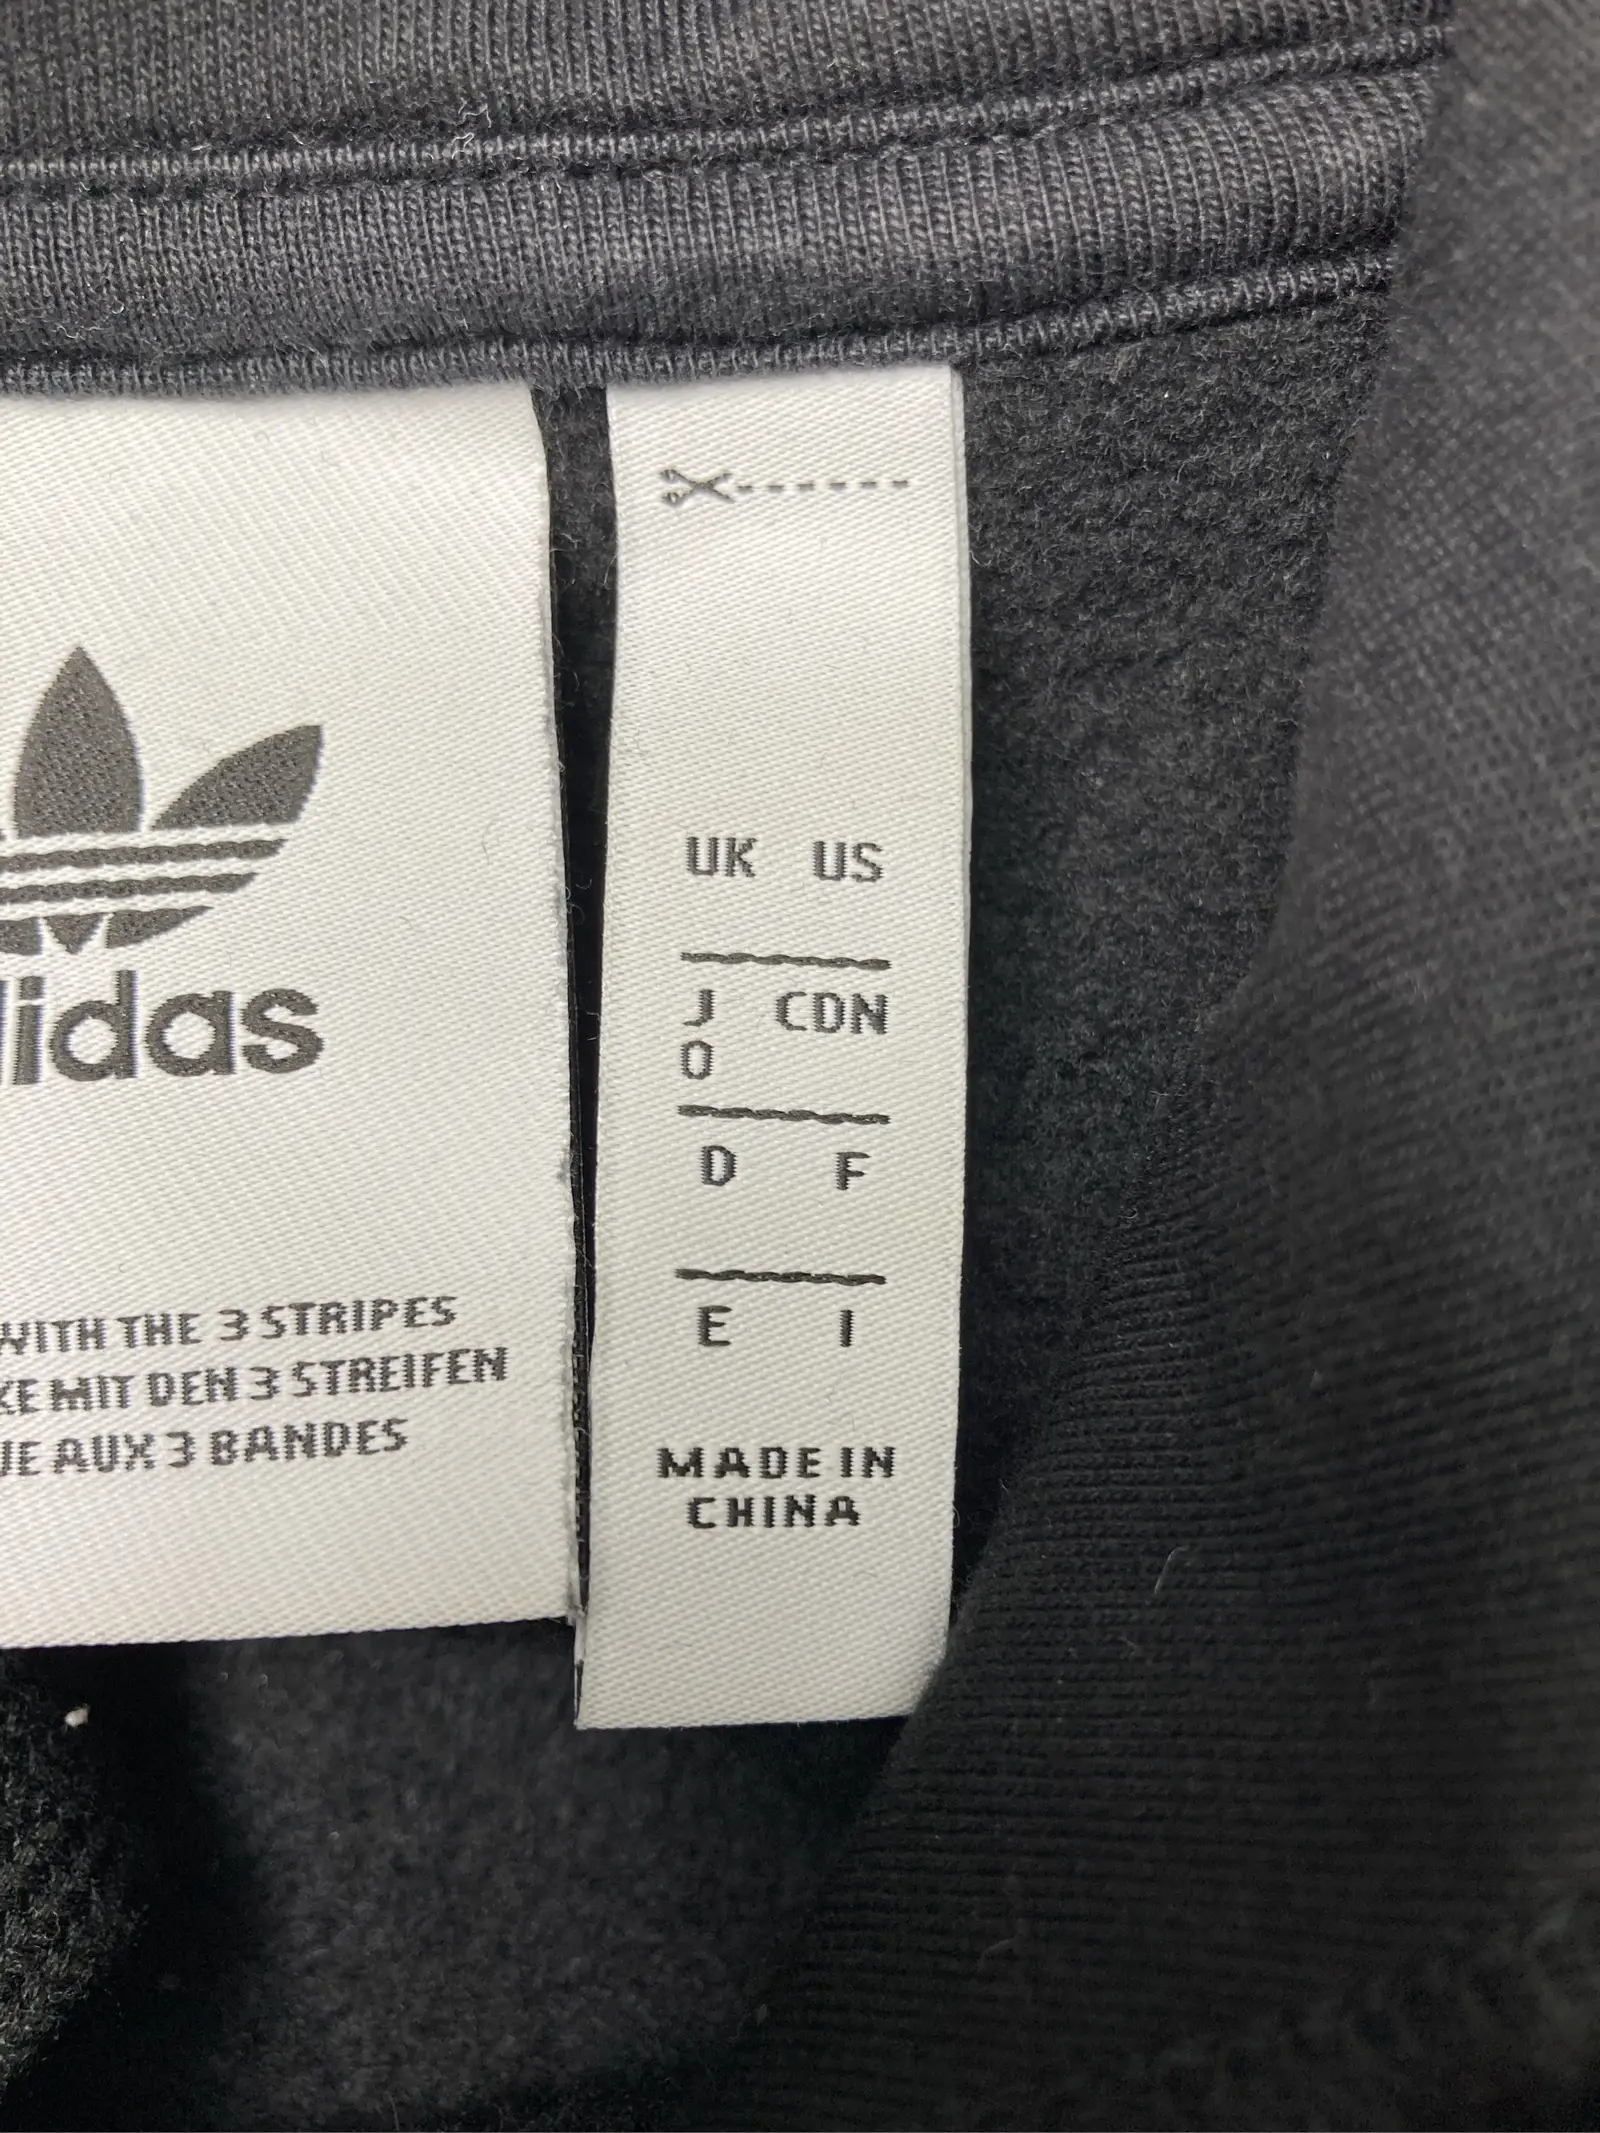 didas
WITH THE 3 STRIPES
KE MIT DEN 3 STREIFEN
UE AUX 3 BANDES
UK US
J CDN
O
D F
E I
MADE IN
CHINA